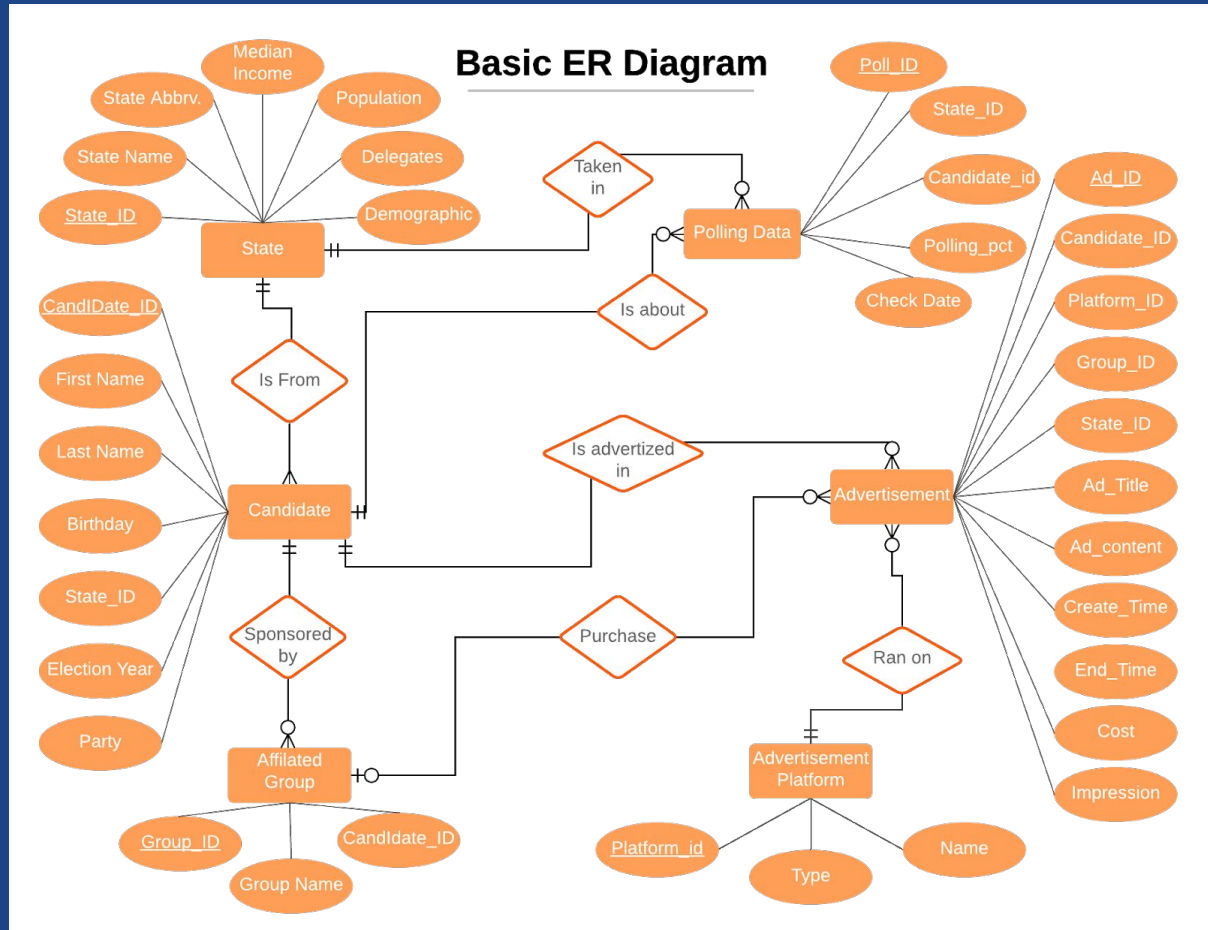 Basic ER Diagram
Median
Income
State Abbrv.
Population
State Name
Delegates
State_ID
Demographic
State
Taken
in
Poll_ID
State_ID
Candidate_id
Polling Data
Polling_pct
Check Date
Is about
Is From
CandIDate_ID
First Name
Last Name
Birthday
State_ID
Election Year
Party
Candidate
Is advertized
in
Advertisement
Ad_ID
Candidate_ID
Platform_ID
Group_ID
State_ID
Ad_Title
Ad_content
Create_Time
End_Time
Cost
Impression
Sponsored
by
Purchase
Ran on
Affilated
Group
Group_ID
Group Name
CandIdate_ID
Advertisement
Platform
Platform_id
Type
Name